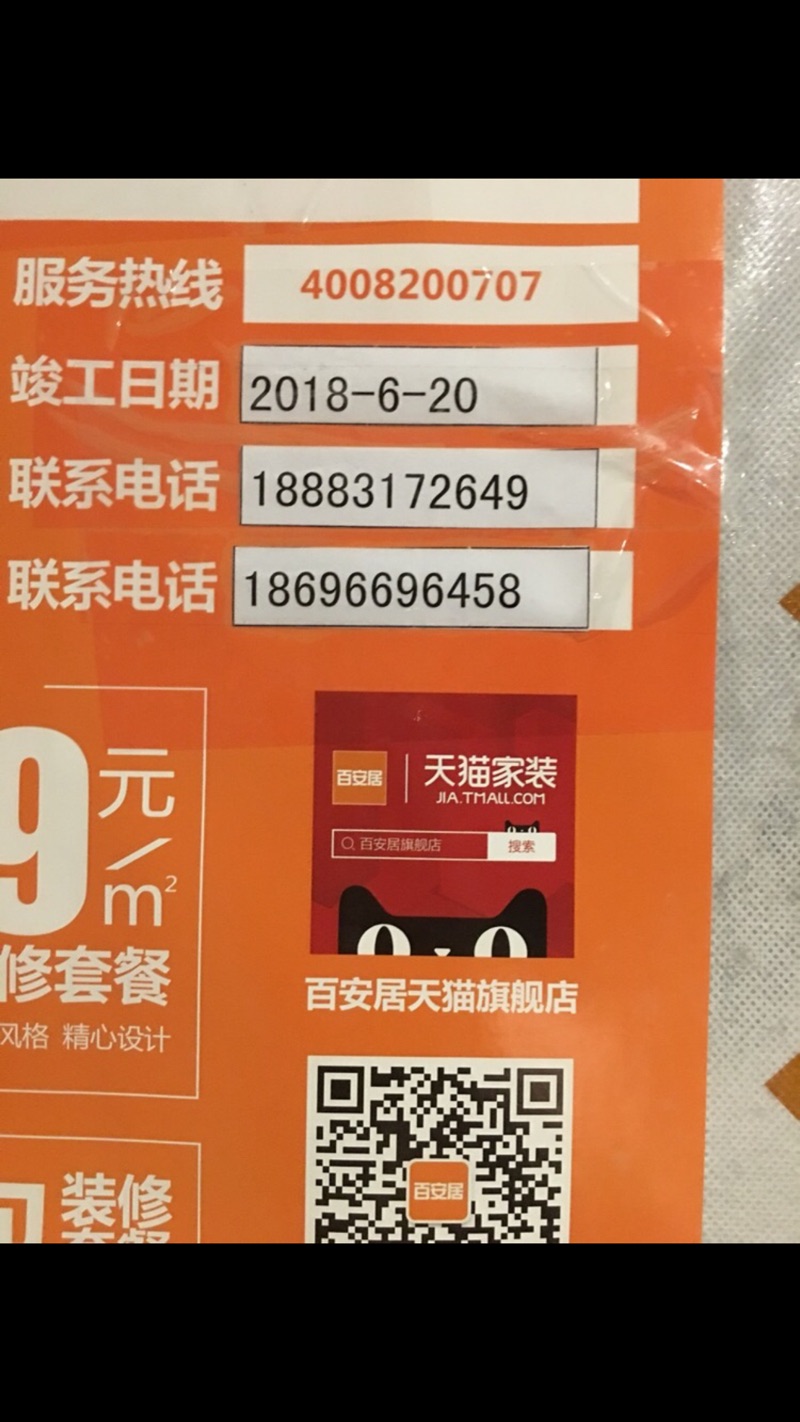 服务热线 4008200707
竣工日期 2018-6-20
联系电话 18883172649
联系电话 18696696458
9元/m²
修套餐
风格 精心设计
百安居 天猫家装
JIA.TMALL.COM
百安居旗舰店 搜索
百安居天猫旗舰店
百安居
装修
套餐